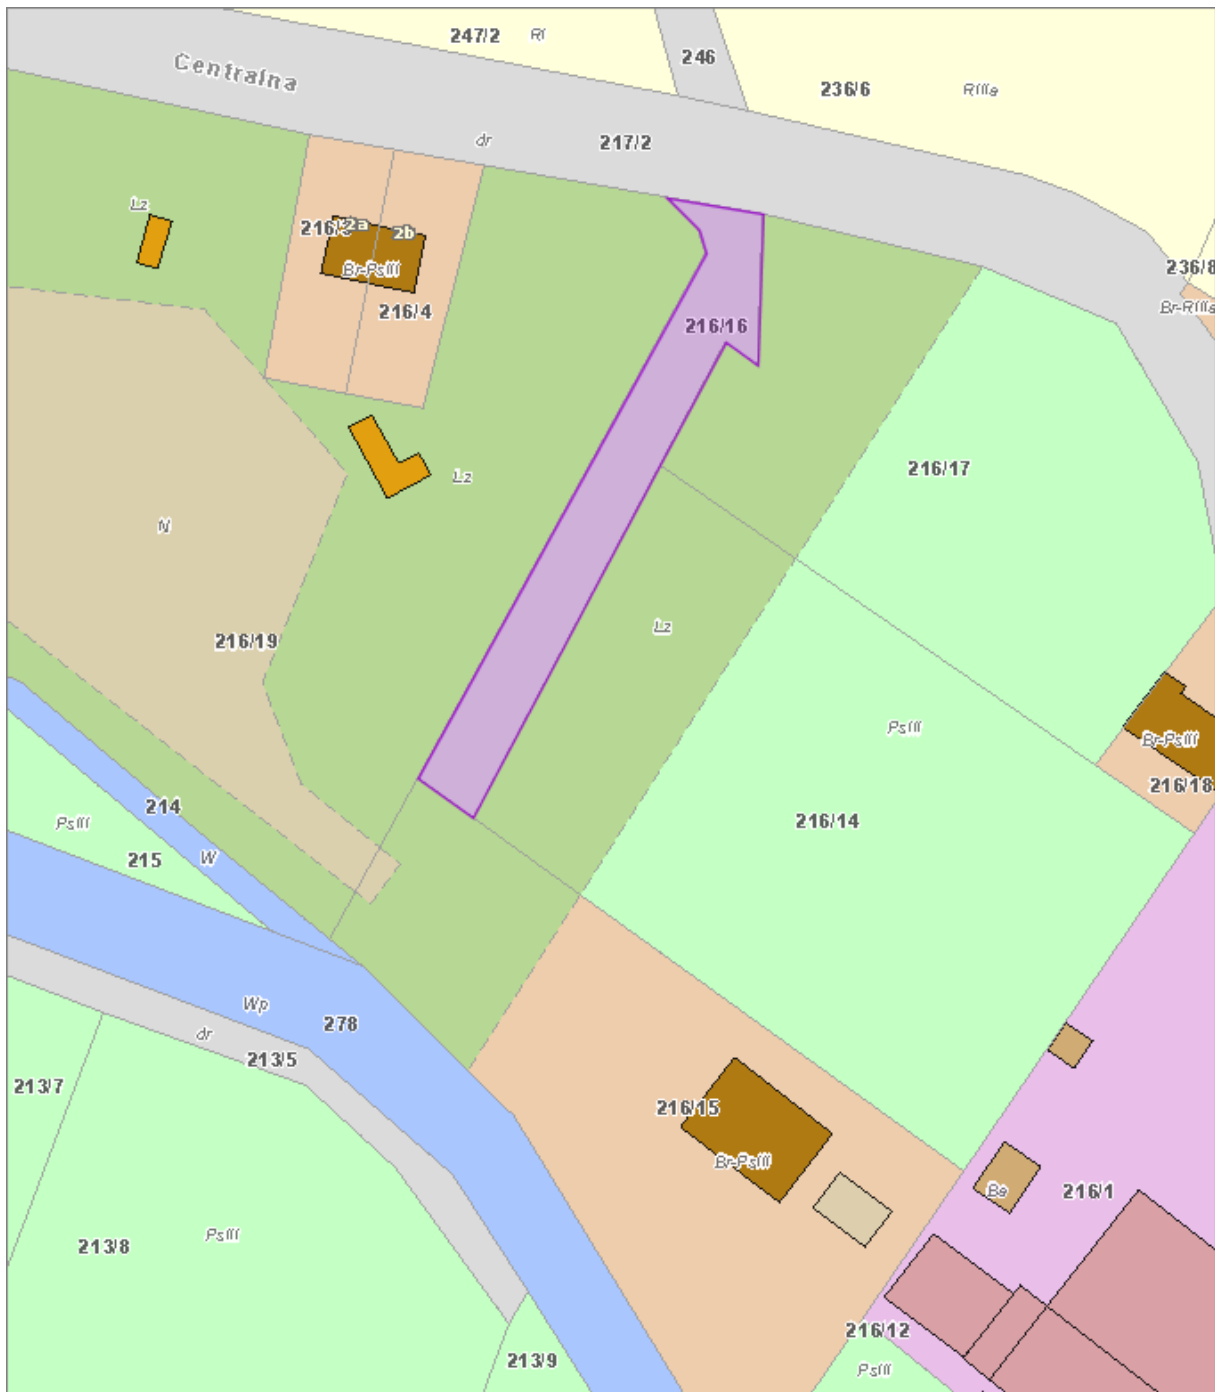 247/2 Rf
246
Centralna
236/6 RIIIa
dr 217/2
Lz
216/ 2a 2b
236/8
Br-PsIII
Br-RIIIa
216/4
216/16
216/17
Lz
N
Lz
216/19
PsIII
Br-PsIII
216/18
214
PsIII
216/14
215 W
Wp
278
dr
213/5
213/7
216/15
Br-PsIII
Ba 216/1
PsIII
213/8
216/12
213/9
PsIII